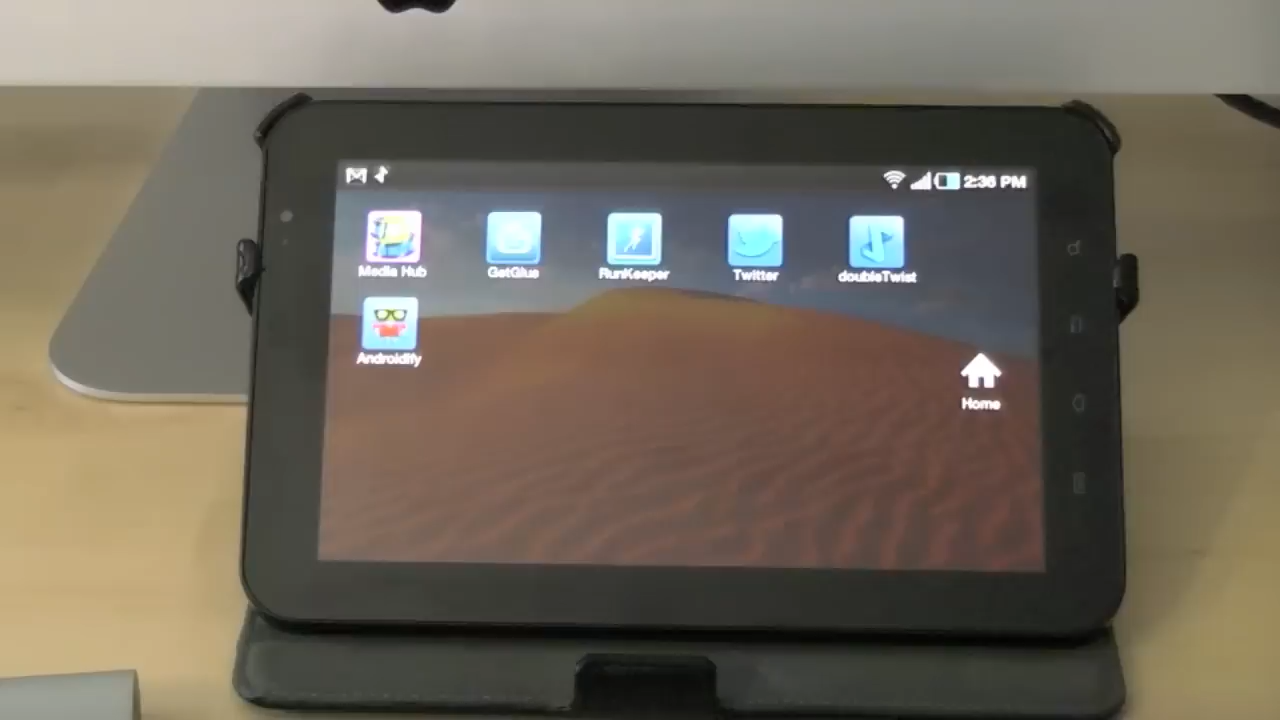 2:36 PM
Media Hub
GetGlue
RunKeeper
Twitter
doubleTwist
Androidify
Home